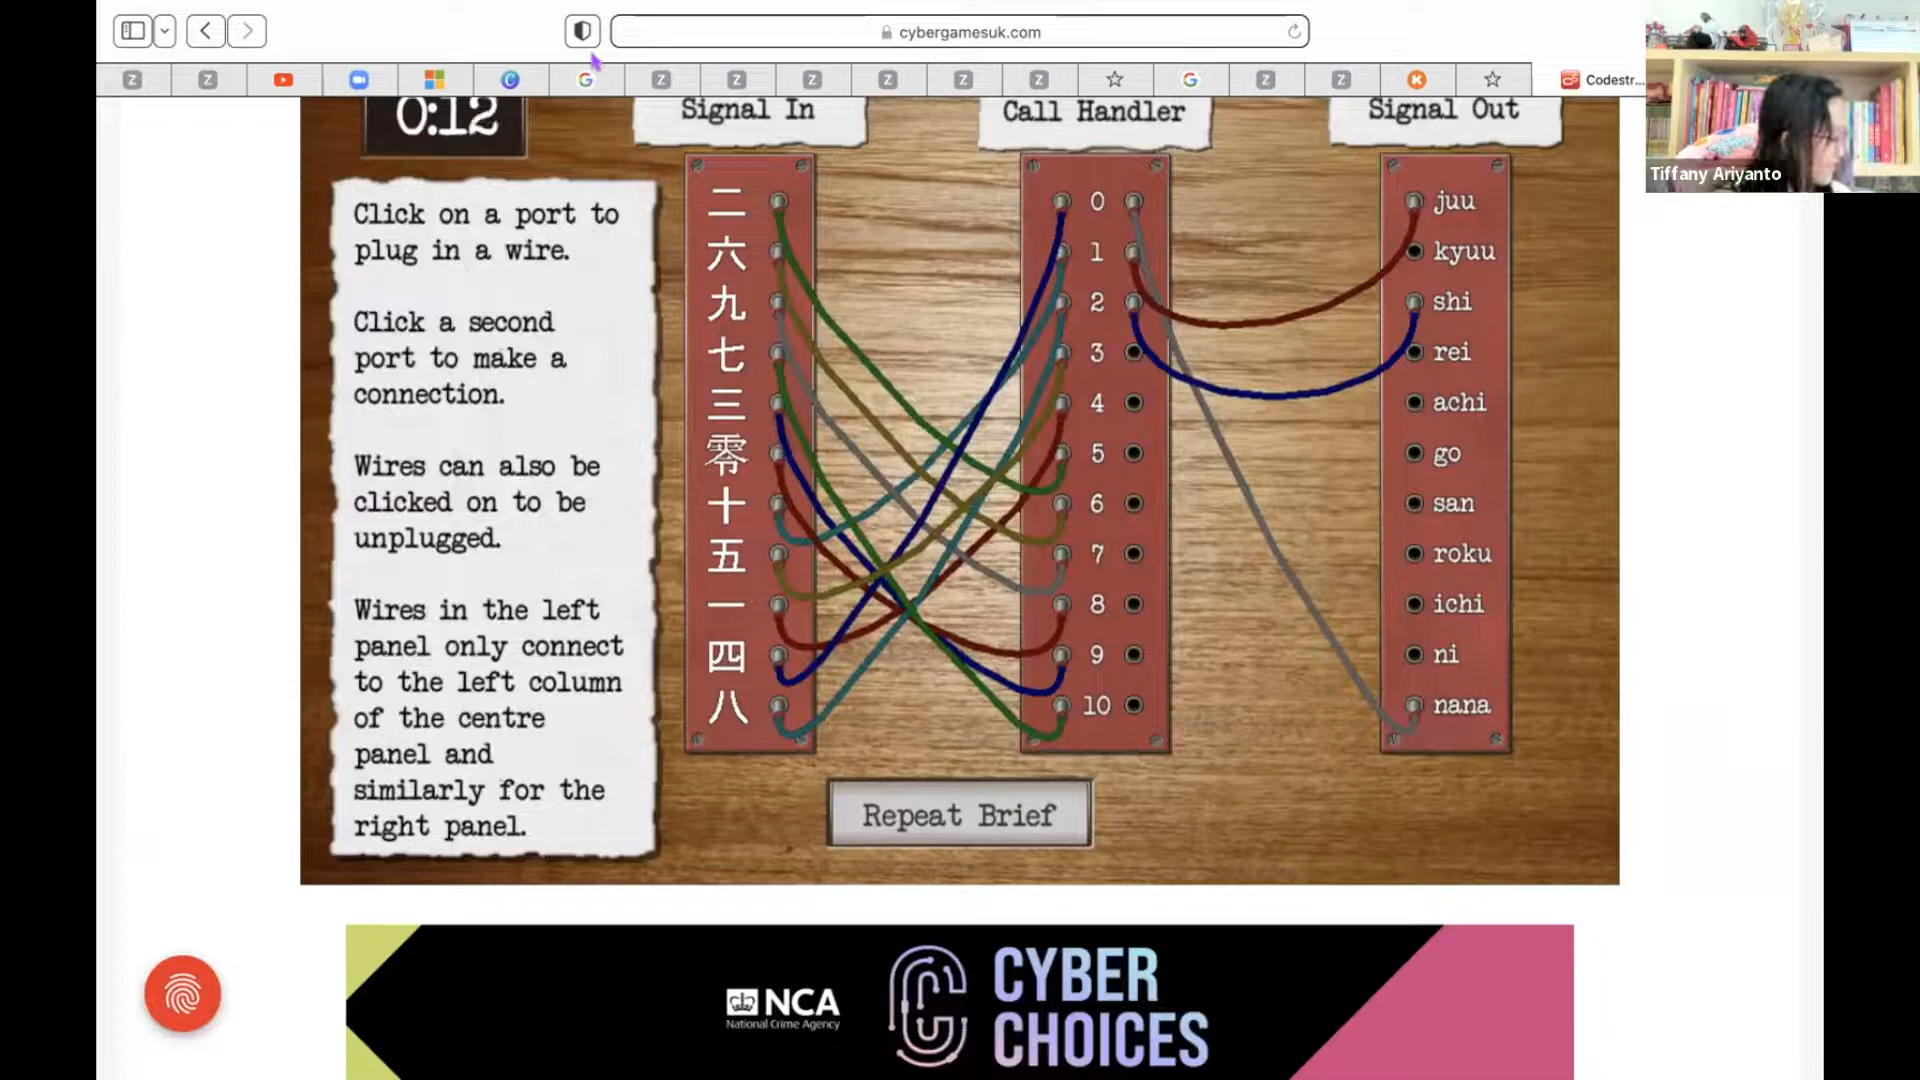 cybergamesuk.com
Codestr...
Tiffany Ariyanto
0:12
Signal In
Call Handler
Signal Out
Click on a port to
plug in a wire.
Click a second
port to make a
connection.
Wires can also be
clicked on to be
unplugged.
Wires in the left
panel only connect
to the left column
of the centre
panel and
similarly for the
right panel.
二
六
九
七
三
零
十
五
一
四
八
0
1
2
3
4
5
6
7
8
9
10
juu
kyuu
shi
rei
achi
go
san
roku
ichi
ni
nana
Repeat Brief
NCA
National Crime Agency
CYBER
CHOICES